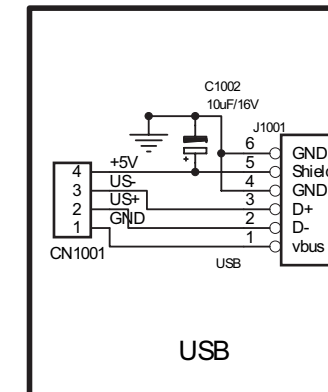 C1002
10uF/16V
J1001
6 GND
5 Shield
4 GND
3 D+
2 D-
1 vbus
+
4 +5V
3 US-
2 US+
1 GND
CN1001
USB
USB